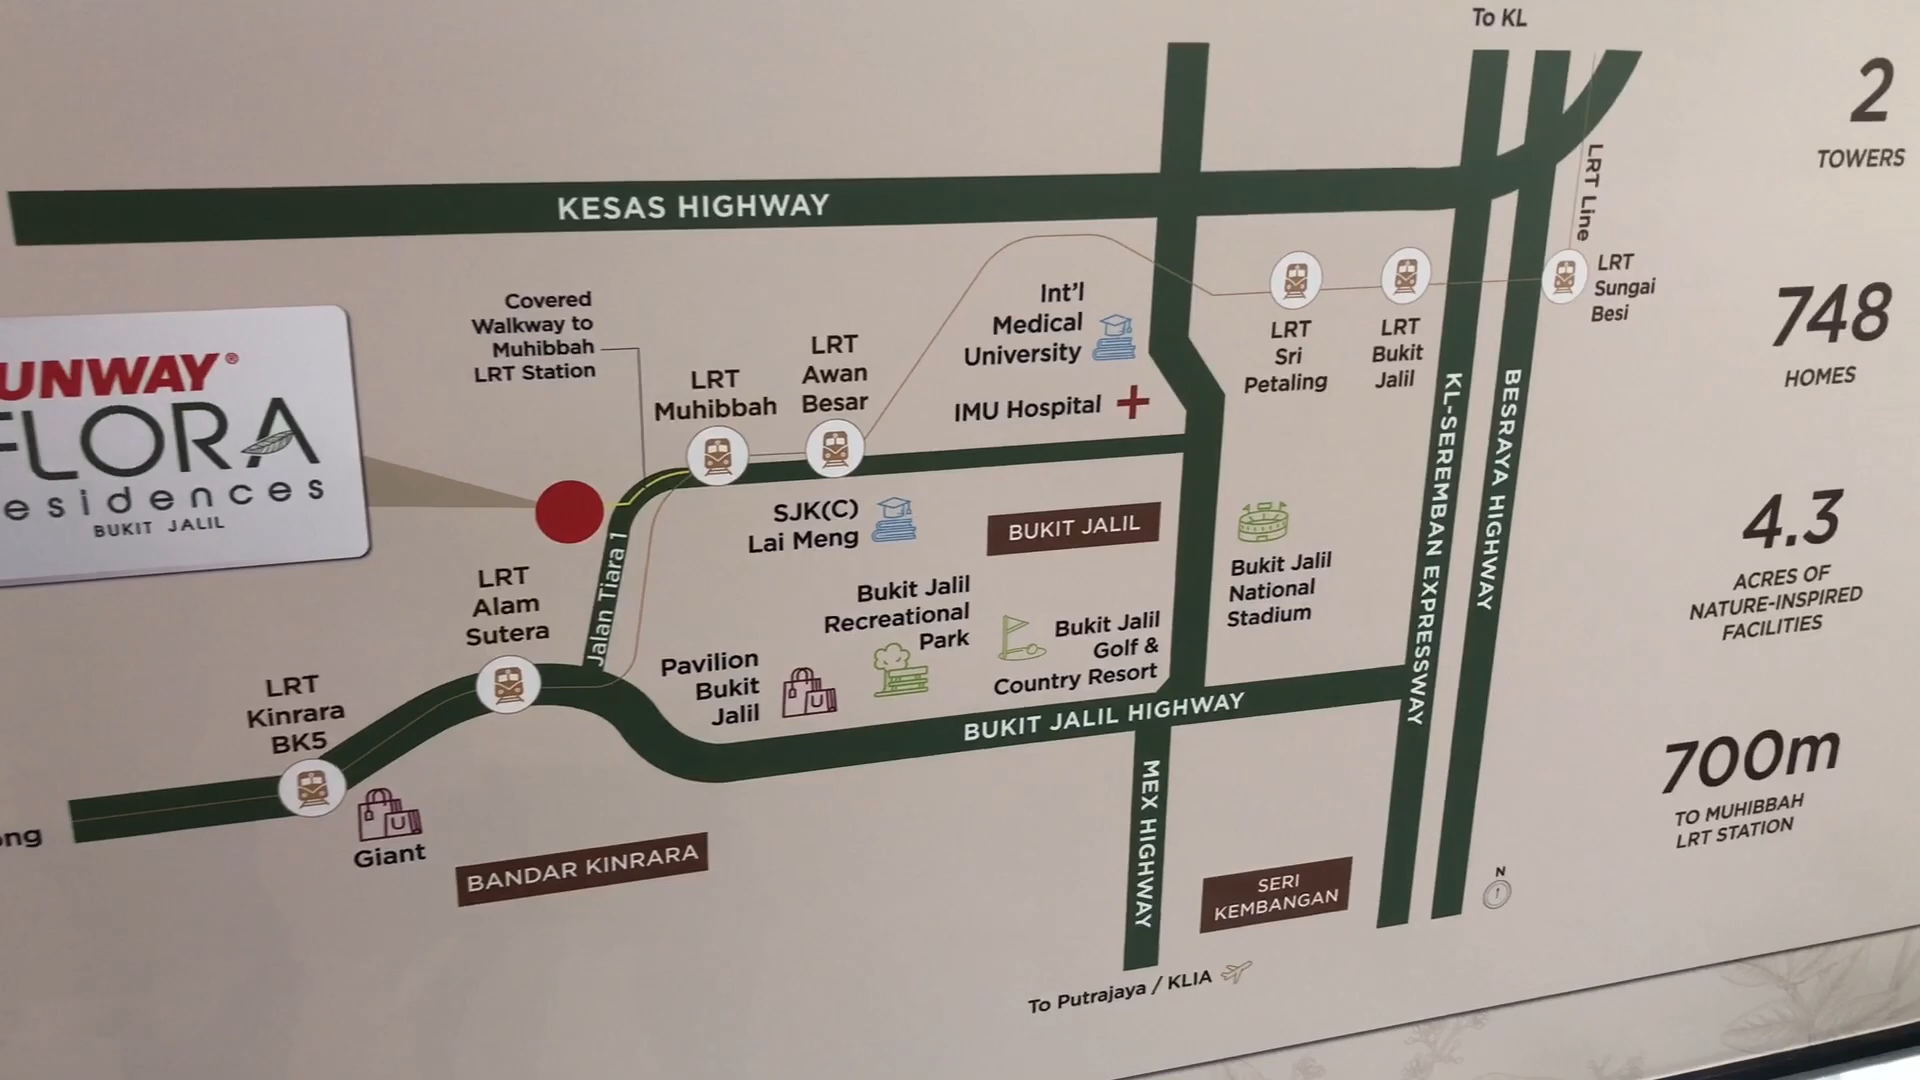 To KL
KESAS HIGHWAY
LRT Line
LRT
Sungai
Besi
Covered
Walkway to
Muhibbah
LRT Station
LRT
Muhibbah
LRT
Awan
Besar
Int'l
Medical
University
IMU Hospital
LRT
Sri
Petaling
LRT
Bukit
Jalil
UNWAY®
FLORA
esidences
BUKIT JALIL
SJK(C)
Lai Meng
BUKIT JALIL
Jalan Tiara 1
LRT
Alam
Sutera
Bukit Jalil
Recreational
Park
Pavilion
Bukit
Jalil
Bukit Jalil
Golf &
Country Resort
Bukit Jalil
National
Stadium
KL-SEREMBAN EXPRESSWAY
BESRAYA HIGHWAY
LRT
Kinrara
BK5
BUKIT JALIL HIGHWAY
MEX HIGHWAY
ong
Giant
BANDAR KINRARA
SERI
KEMBANGAN
N
To Putrajaya / KLIA
2
TOWERS
748
HOMES
4.3
ACRES OF
NATURE-INSPIRED
FACILITIES
700m
TO MUHIBBAH
LRT STATION